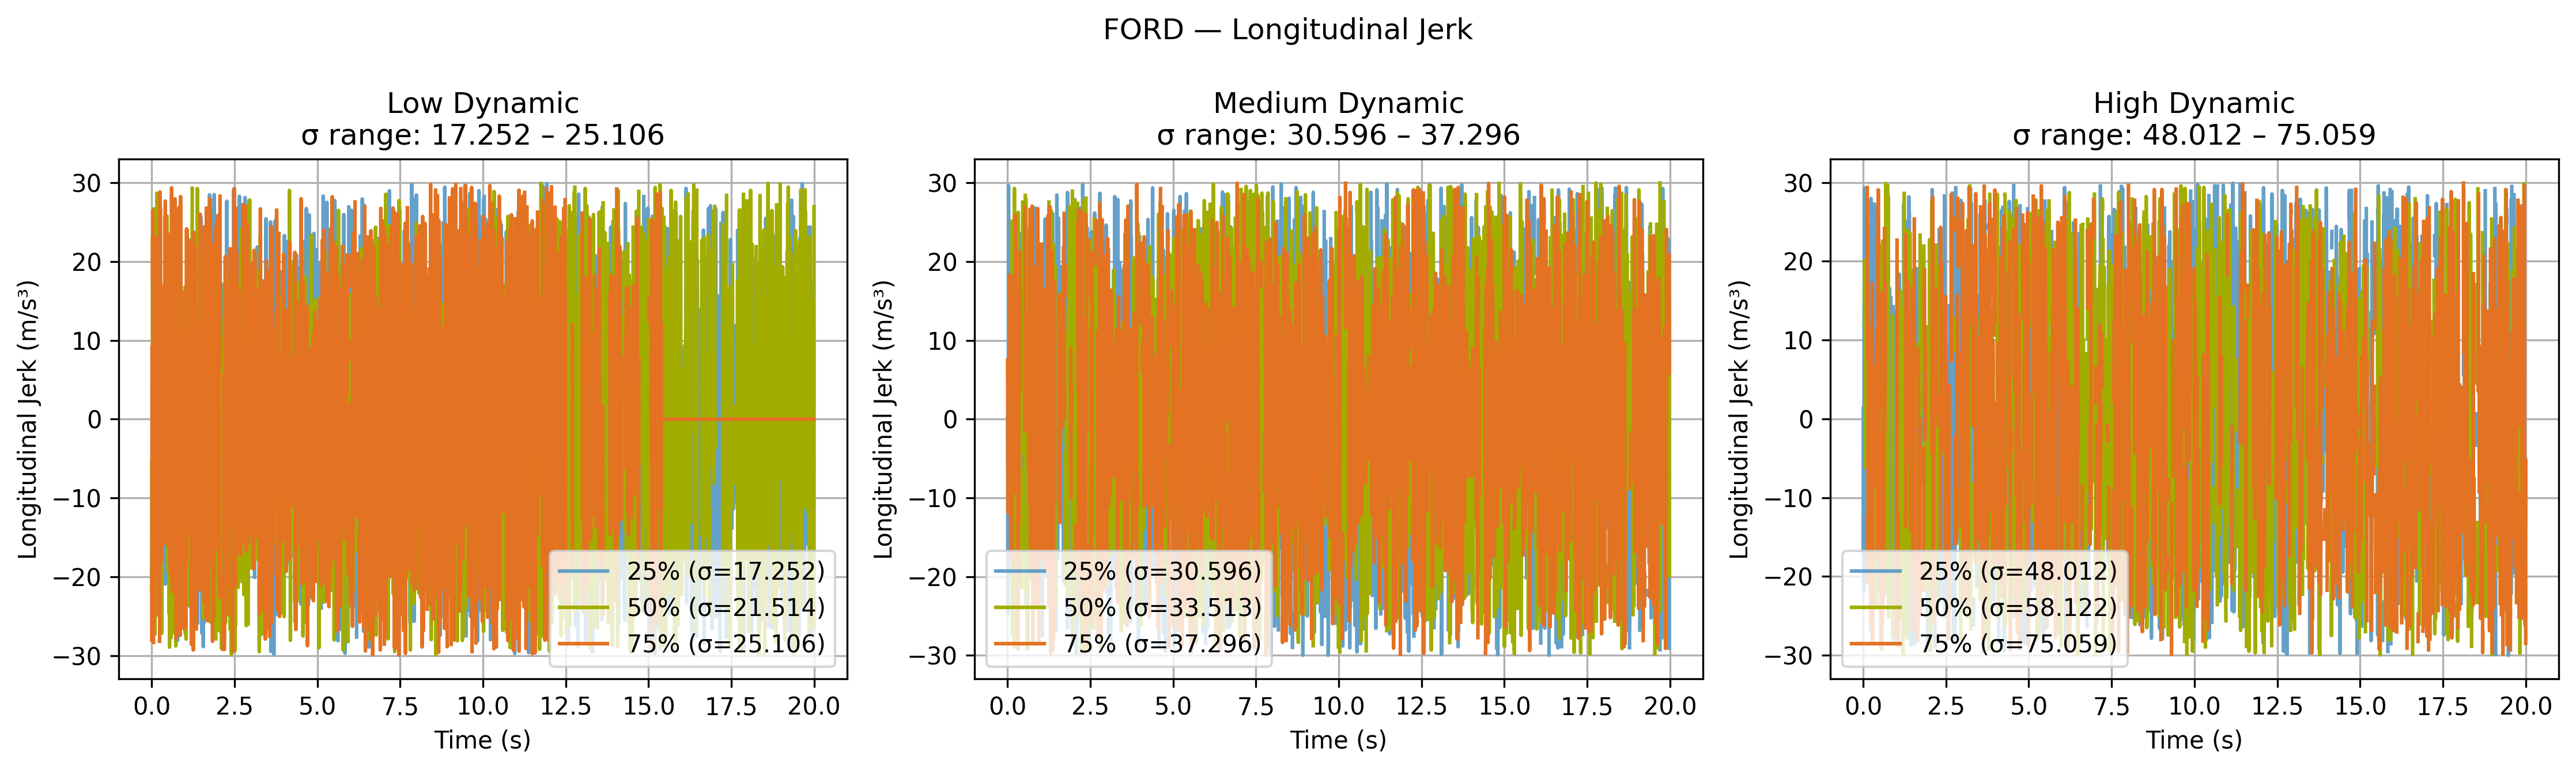 FORD — Longitudinal Jerk
Low Dynamic
σ range: 17.252 – 25.106
Longitudinal Jerk (m/s³)
30
20
10
0
−10
−20
−30
25% (σ=17.252)
50% (σ=21.514)
75% (σ=25.106)
0.0 2.5 5.0 7.5 10.0 12.5 15.0 17.5 20.0
Time (s)
Medium Dynamic
σ range: 30.596 – 37.296
Longitudinal Jerk (m/s³)
30
20
10
0
−10
−20
−30
25% (σ=30.596)
50% (σ=33.513)
75% (σ=37.296)
0.0 2.5 5.0 7.5 10.0 12.5 15.0 17.5 20.0
Time (s)
High Dynamic
σ range: 48.012 – 75.059
Longitudinal Jerk (m/s³)
30
20
10
0
−10
−20
−30
25% (σ=48.012)
50% (σ=58.122)
75% (σ=75.059)
0.0 2.5 5.0 7.5 10.0 12.5 15.0 17.5 20.0
Time (s)